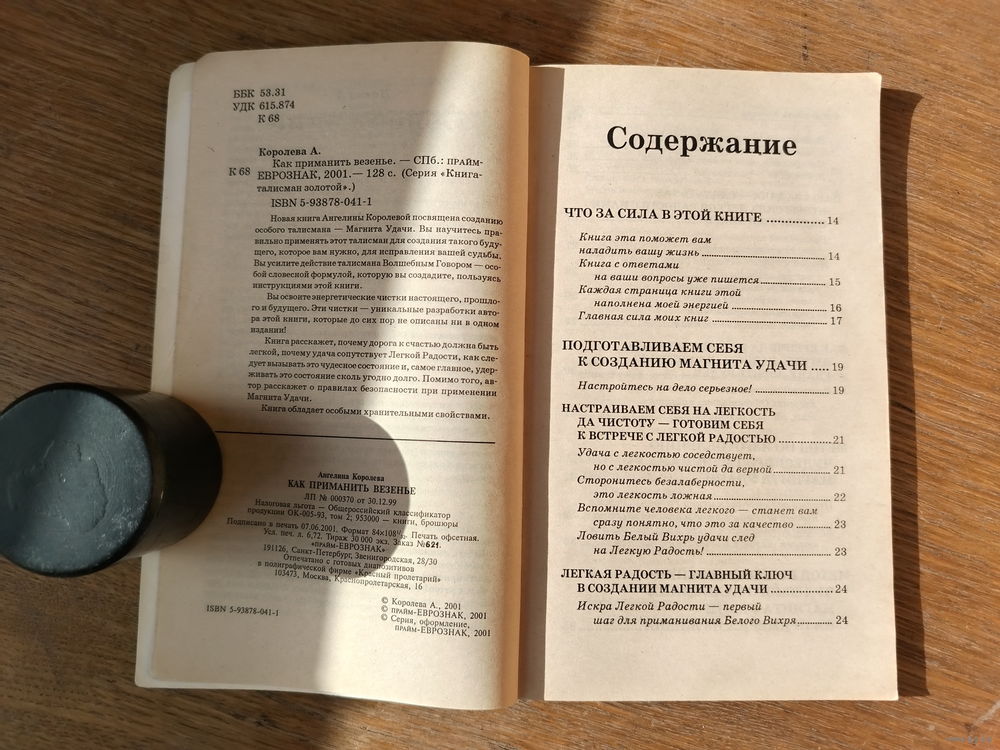 ББК 53.31
УДК 615.874
К 68
Королева А.
К 68 Как приманить везенье. — СПб.: ПРАЙМ-
ЕВРОЗНАК, 2001.— 128 с. (Серия «Книга-
талисман золотой».)
ISBN 5-93878-041-1
Новая книга Ангелины Королевой посвящена созданию
особого талисмана — Магнита Удачи. Вы научитесь пра-
вильно применять этот талисман для создания такого буду-
щего, которое вам нужно, для исправления вашей судьбы.
Вы усилите действие талисмана Волшебным Говором — осо-
бой словесной формулой, которую вы создадите, пользуясь
инструкциями этой книги.
Вы освоите энергетические чистки настоящего, прошло-
го и будущего. Эти чистки — уникальные разработки авто-
ра этой книги, которые до сих пор не описаны ни в одном
издании!
Книга расскажет, почему дорога к счастью должна быть
легкой, почему удача сопутствует Легкой Радости, как сле-
дует вызывать это чудесное состояние и, самое главное, удер-
живать это состояние сколь угодно долго. Помимо того, ав-
тор расскажет о правилах безопасности при применении
Магнита Удачи.
Книга обладает особыми хранительными свойствами.
Ангелина Королева
КАК ПРИМАНИТЬ ВЕЗЕНЬЕ
ЛП № 000370 от 30.12.99
Налоговая льгота — Общероссийский классификатор
продукции ОК-005-93, том 2; 953000 — книги, брошюры
Подписано в печать 07.06.2001. Формат 84×108 Печать офсетная.
Усл. печ. л. 6,72. Тираж 30 000 экз. Заказ №621.
«ПРАЙМ-ЕВРОЗНАК»
191126, Санкт-Петербург, Звенигородская, 28/30
Отпечатано с готовых диапозитивов
в полиграфической фирме «Красный пролетарий»
103473, Москва, Краснопролетарская, 16
ISBN 5-93878-041-1
© Королева А., 2001
© ПРАЙМ-ЕВРОЗНАК, 2001
© Серия, оформление,
ПРАЙМ-ЕВРОЗНАК, 2001
Содержание
ЧТО ЗА СИЛА В ЭТОЙ КНИГЕ .............. 14
Книга эта поможет вам
наладить вашу жизнь .............. 14
Книга с ответами
на ваши вопросы уже пишется .............. 15
Каждая страница книги этой
наполнена моей энергией .............. 16
Главная сила моих книг .............. 17
ПОДГОТАВЛИВАЕМ СЕБЯ
К СОЗДАНИЮ МАГНИТА УДАЧИ ..... 19
Настройтесь на дело серьезное! .............. 19
НАСТРАИВАЕМ СЕБЯ НА ЛЕГКОСТЬ
ДА ЧИСТОТУ — ГОТОВИМ СЕБЯ
К ВСТРЕЧЕ С ЛЕГКОЙ РАДОСТЬЮ .............. 21
Удача с легкостью соседствует,
но с легкостью чистой да верной .............. 21
Сторонитесь безалаберности,
это легкость ложная .............. 22
Вспомните человека легкого — станет вам
сразу понятно, что это за качество .............. 23
Ловить Белый Вихрь удачи след
на Легкую Радость! .............. 23
ЛЕГКАЯ РАДОСТЬ — ГЛАВНЫЙ КЛЮЧ
В СОЗДАНИИ МАГНИТА УДАЧИ .............. 24
Искра Легкой Радости — первый
шаг для приманивания Белого Вихря .............. 24